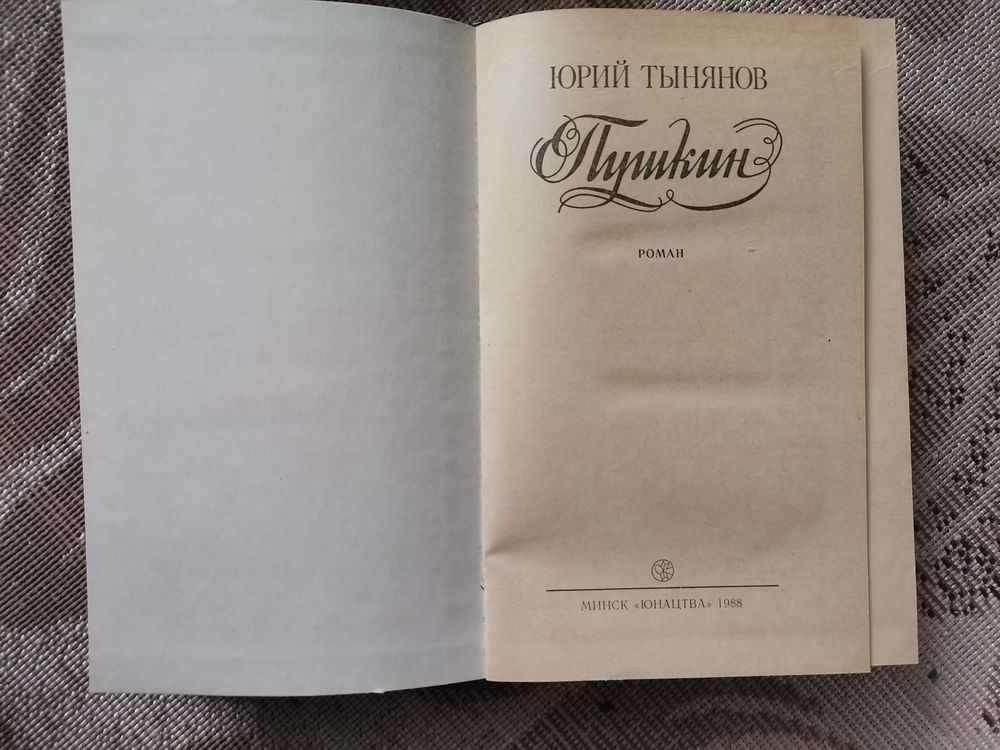 ЮРИЙ ТЫНЯНОВ
Пушкин
РОМАН
МИНСК «ЮНАЦТВА» 1988